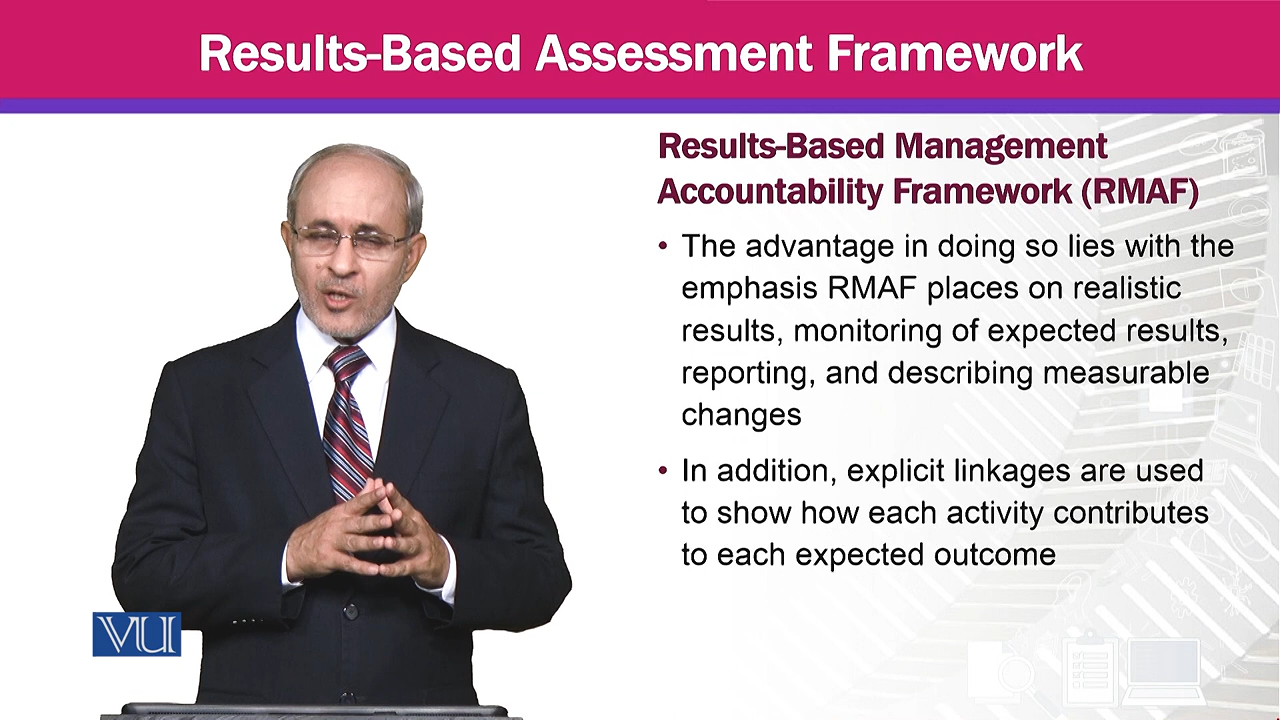 Results-Based Assessment Framework
Results-Based Management
Accountability Framework (RMAF)
• The advantage in doing so lies with the
emphasis RMAF places on realistic
results, monitoring of expected results,
reporting, and describing measurable
changes
• In addition, explicit linkages are used
to show how each activity contributes
to each expected outcome
VU